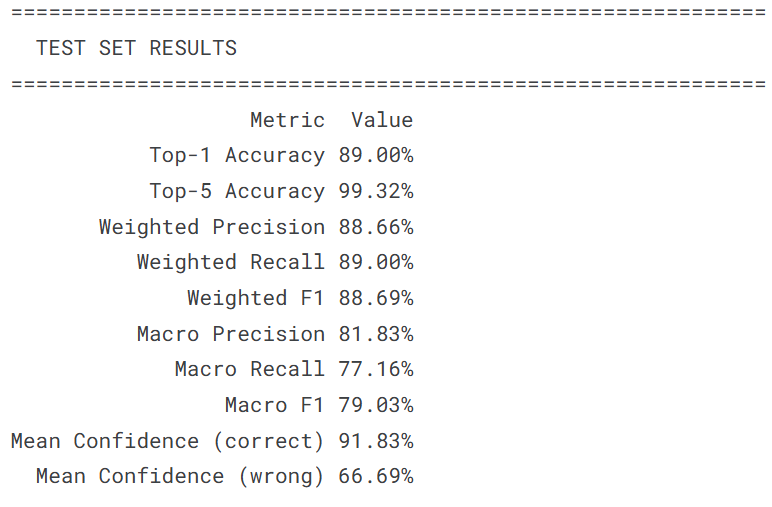 ============================================================
TEST SET RESULTS
============================================================
Metric Value
Top-1 Accuracy 89.00%
Top-5 Accuracy 99.32%
Weighted Precision 88.66%
Weighted Recall 89.00%
Weighted F1 88.69%
Macro Precision 81.83%
Macro Recall 77.16%
Macro F1 79.03%
Mean Confidence (correct) 91.83%
Mean Confidence (wrong) 66.69%